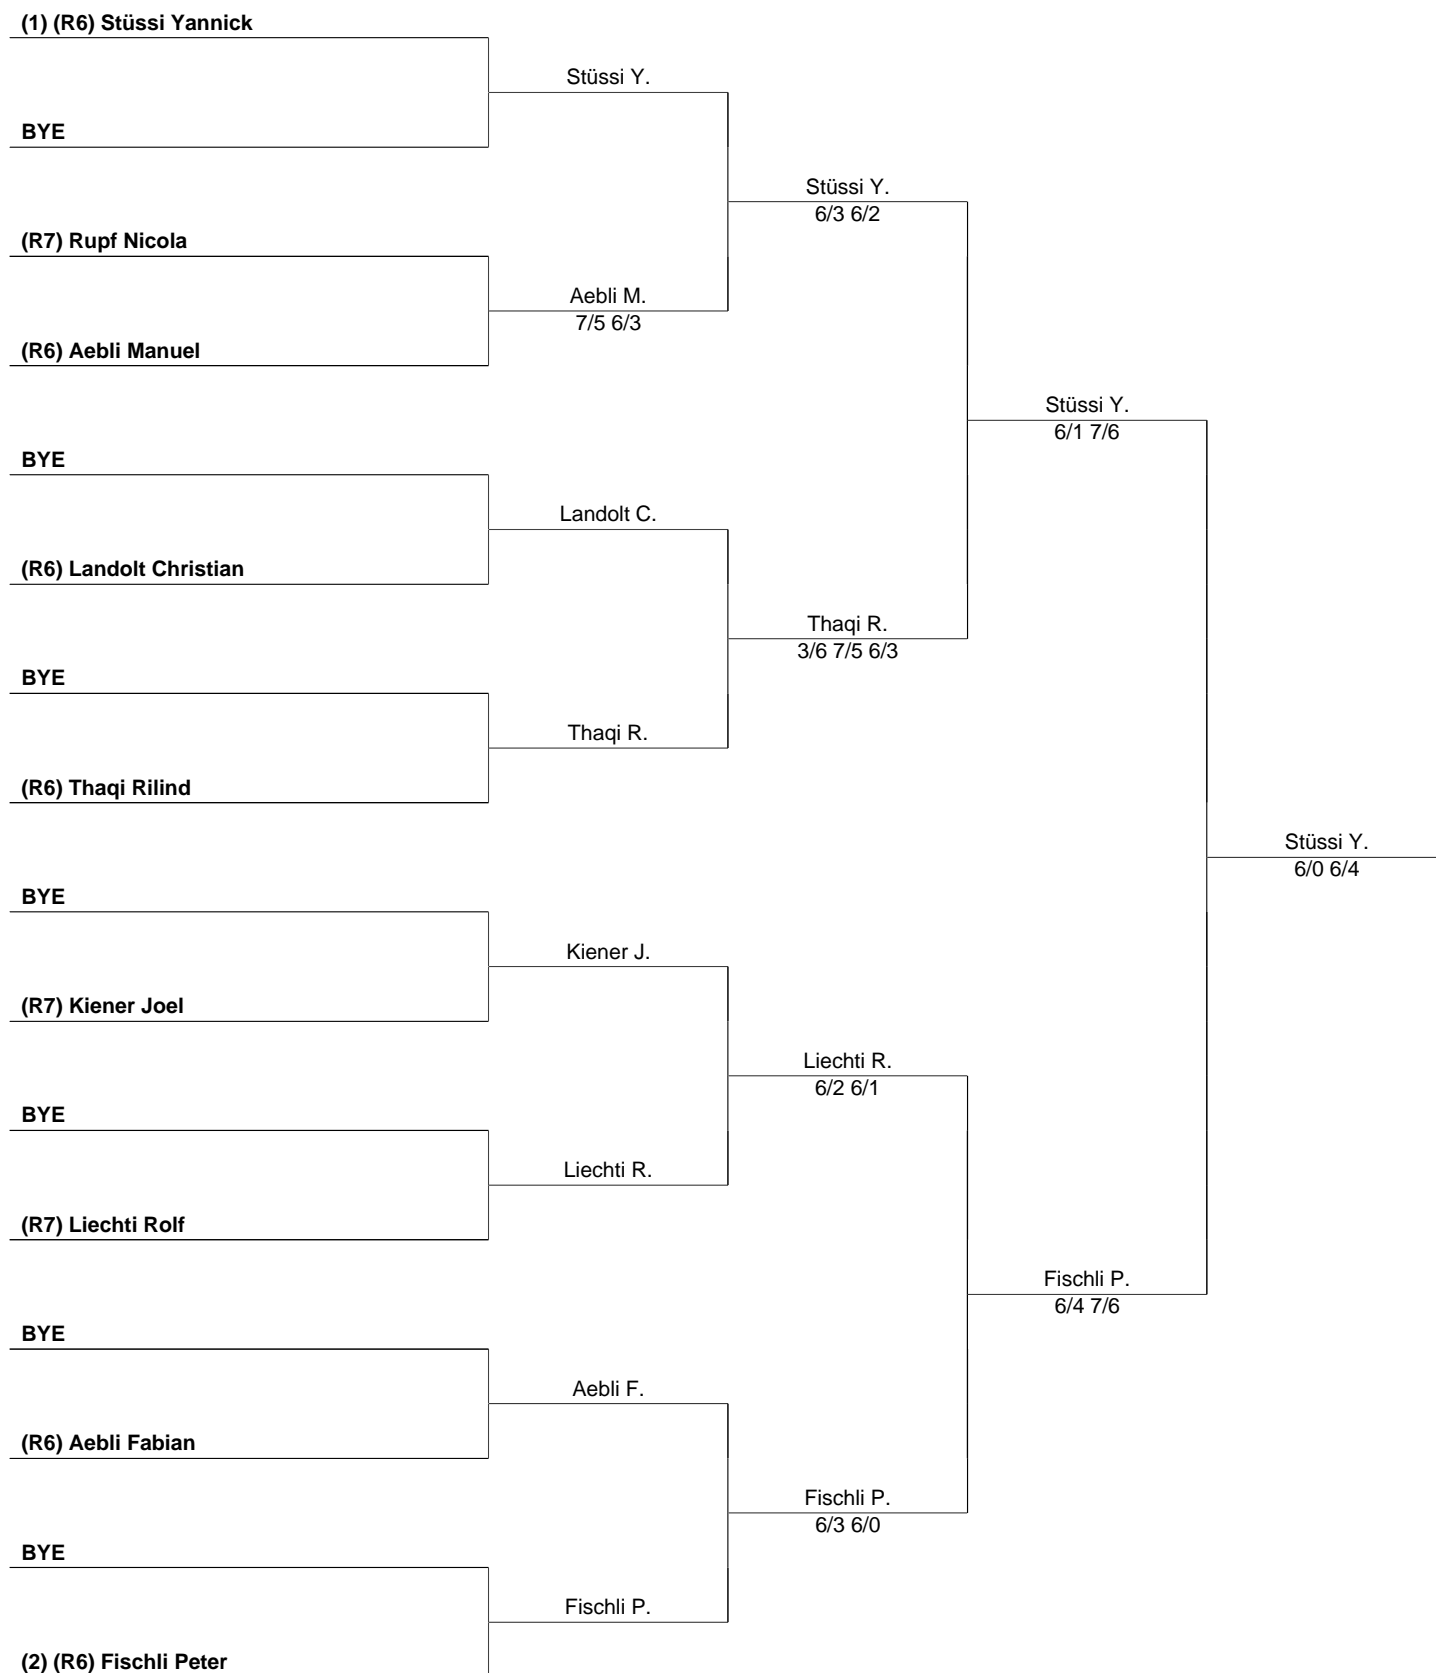 (1) (R6) Stüssi Yannick
Stüssi Y.
BYE
Stüssi Y.
6/3 6/2
(R7) Rupf Nicola
Aebli M.
7/5 6/3
(R6) Aebli Manuel
Stüssi Y.
6/1 7/6
BYE
Landolt C.
(R6) Landolt Christian
Thaqi R.
3/6 7/5 6/3
BYE
Thaqi R.
(R6) Thaqi Rilind
Stüssi Y.
6/0 6/4
BYE
Kiener J.
(R7) Kiener Joel
Liechti R.
6/2 6/1
BYE
Liechti R.
(R7) Liechti Rolf
Fischli P.
6/4 7/6
BYE
Aebli F.
(R6) Aebli Fabian
Fischli P.
6/3 6/0
BYE
Fischli P.
(2) (R6) Fischli Peter